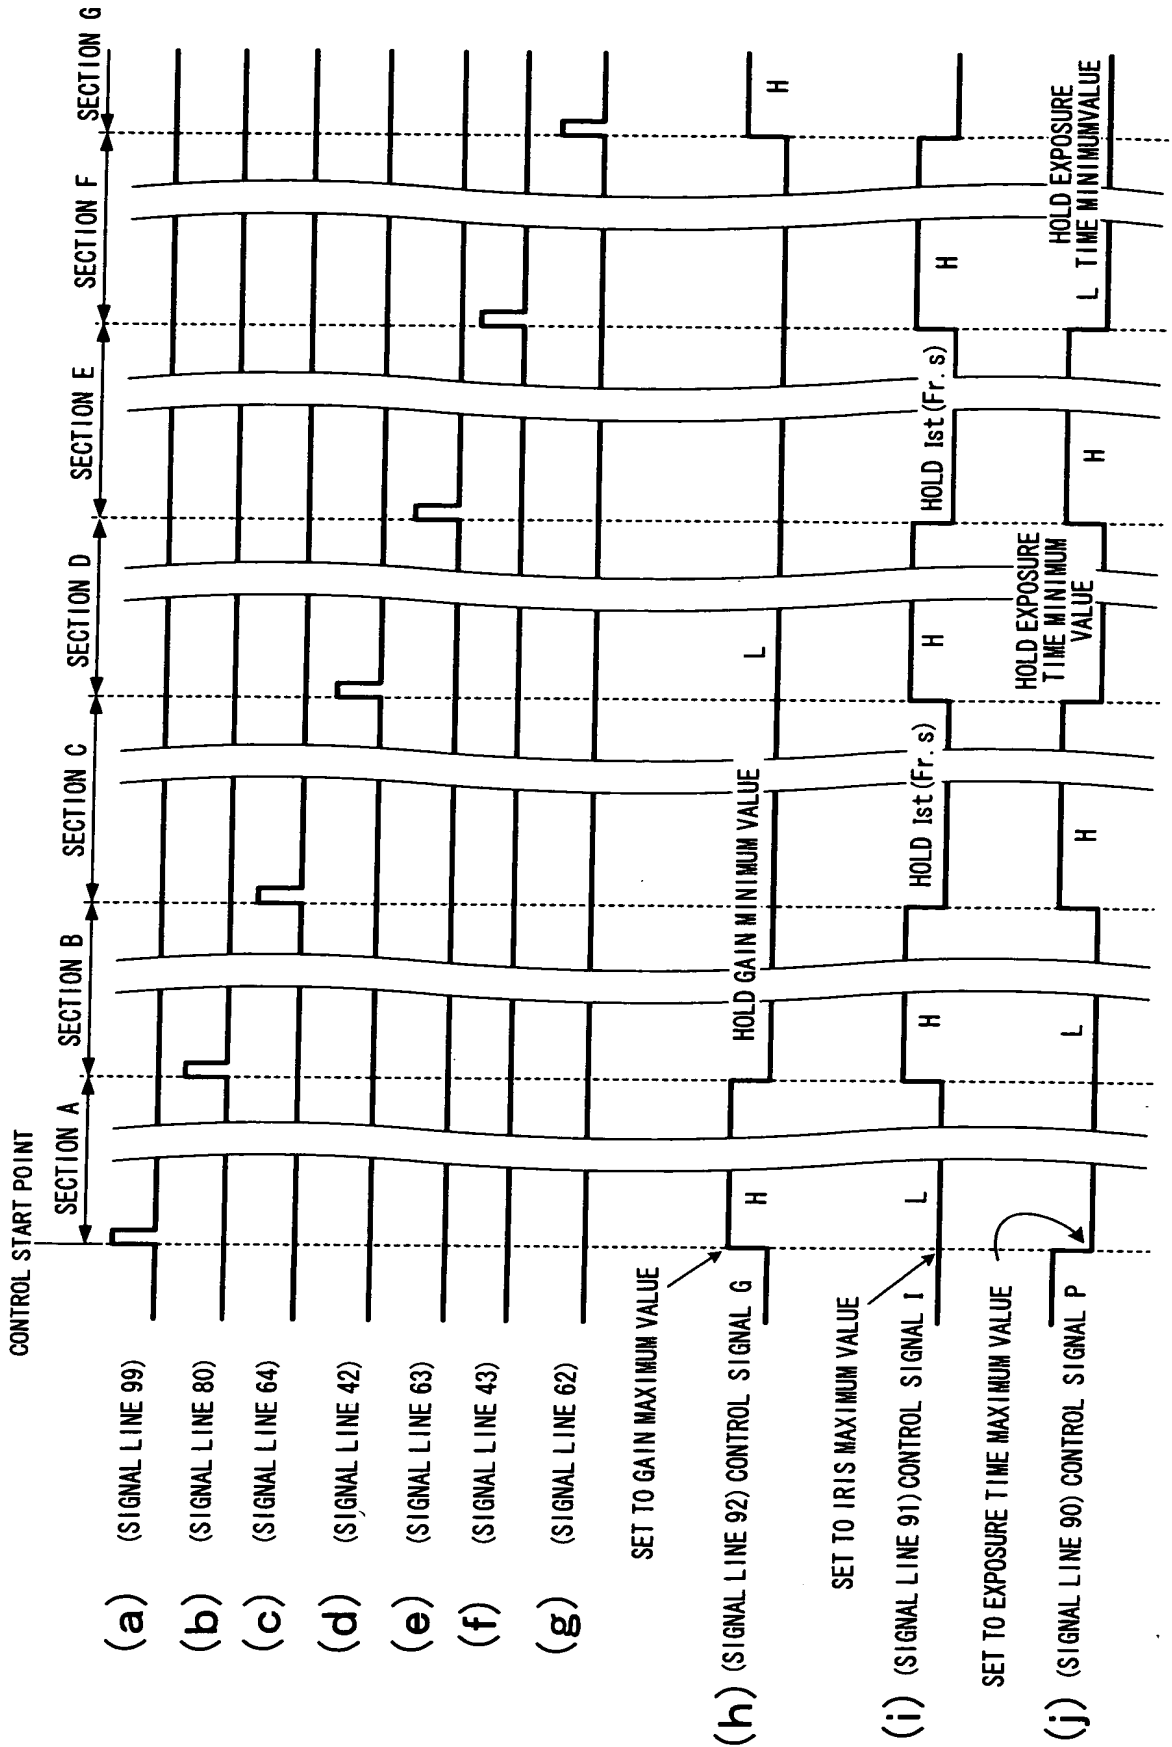 CONTROL START POINT
SECTION A
SECTION B
SECTION C
SECTION D
SECTION E
SECTION F
SECTION G
(a) (SIGNAL LINE 99)
(b) (SIGNAL LINE 80)
(c) (SIGNAL LINE 64)
(d) (SIGNAL LINE 42)
(e) (SIGNAL LINE 63)
(f) (SIGNAL LINE 43)
(g) (SIGNAL LINE 62)
SET TO GAIN MAXIMUM VALUE
(h) (SIGNAL LINE 92) CONTROL SIGNAL G
H
HOLD GAIN MINIMUM VALUE
L
H
SET TO IRIS MAXIMUM VALUE
(i) (SIGNAL LINE 91) CONTROL SIGNAL I
L
H
HOLD Ist(Fr. s)
H
HOLD Ist(Fr. s)
H
SET TO EXPOSURE TIME MAXIMUM VALUE
(j) (SIGNAL LINE 90) CONTROL SIGNAL P
L
H
HOLD EXPOSURE
TIME MINIMUM
VALUE
H
L
HOLD EXPOSURE
TIME MINIMUMVALUE